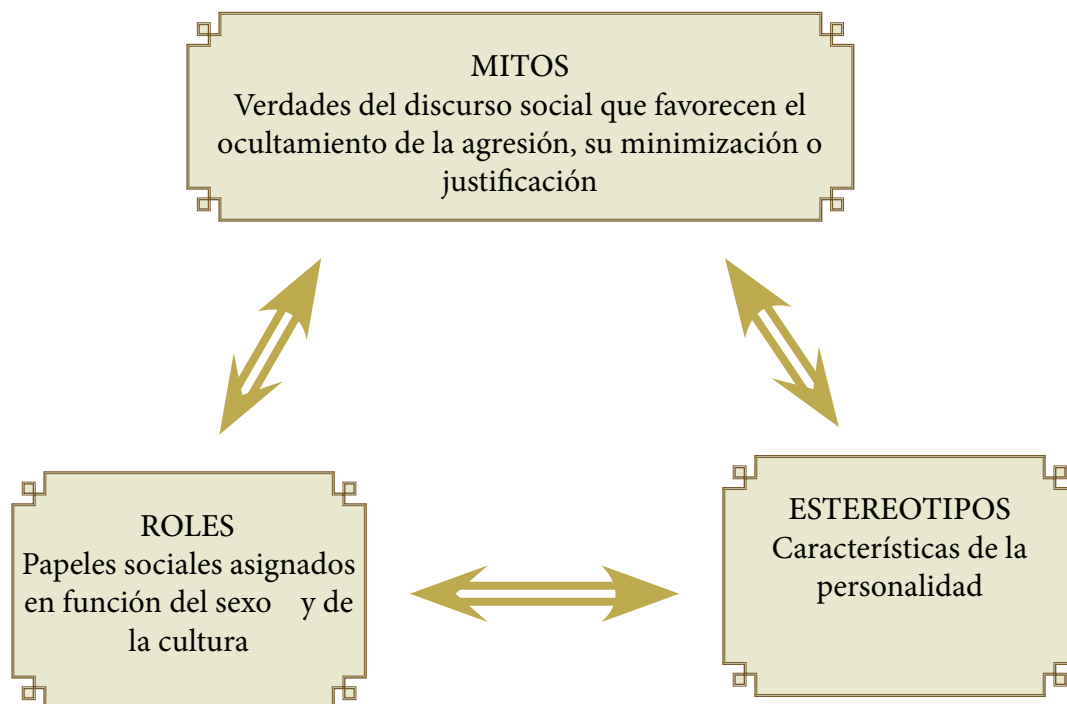 MITOS
Verdades del discurso social que favorecen el
ocultamiento de la agresión, su minimización o
justificación
ROLES
Papeles sociales asignados
en función del sexo y de
la cultura
ESTEREOTIPOS
Características de la
personalidad